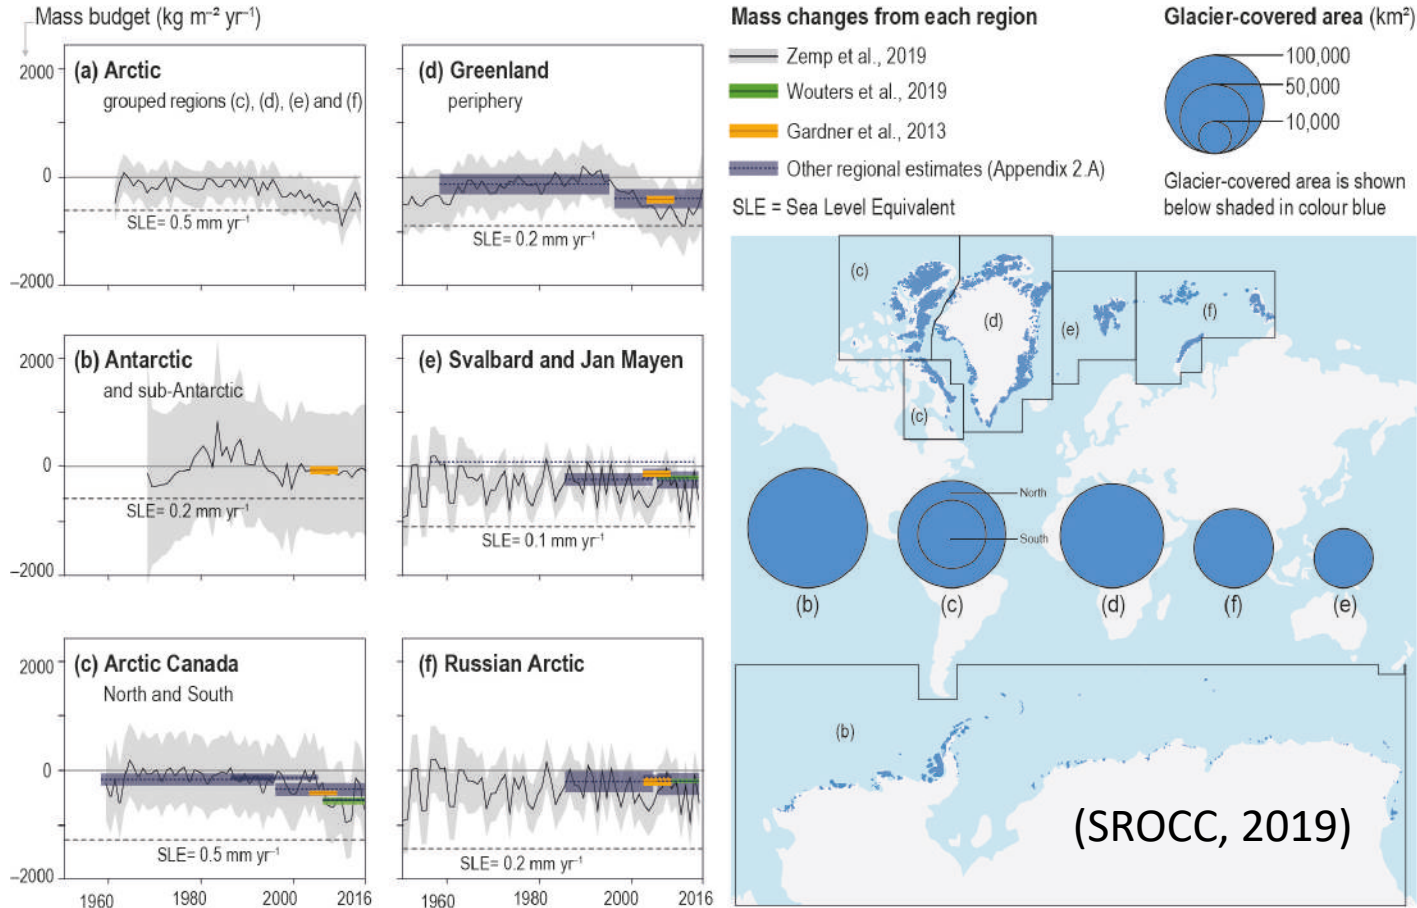 Mass budget (kg m⁻² yr⁻¹)
2000
0
−2000
(a) Arctic
grouped regions (c), (d), (e) and (f)
SLE= 0.5 mm yr⁻¹
(d) Greenland
periphery
SLE= 0.2 mm yr⁻¹
2000
0
−2000
(b) Antarctic
and sub-Antarctic
SLE= 0.2 mm yr⁻¹
(e) Svalbard and Jan Mayen
SLE= 0.1 mm yr⁻¹
2000
0
−2000
(c) Arctic Canada
North and South
SLE= 0.5 mm yr⁻¹
1960
1980
2000
2016
(f) Russian Arctic
SLE= 0.2 mm yr⁻¹
1960
1980
2000
2016
Mass changes from each region
Zemp et al., 2019
Wouters et al., 2019
Gardner et al., 2013
Other regional estimates (Appendix 2.A)
SLE = Sea Level Equivalent
Glacier-covered area (km²)
100,000
50,000
10,000
Glacier-covered area is shown
below shaded in colour blue
(c)
(d)
(e)
(f)
(c)
North
South
(b)
(c)
(d)
(f)
(e)
(b)
(SROCC, 2019)